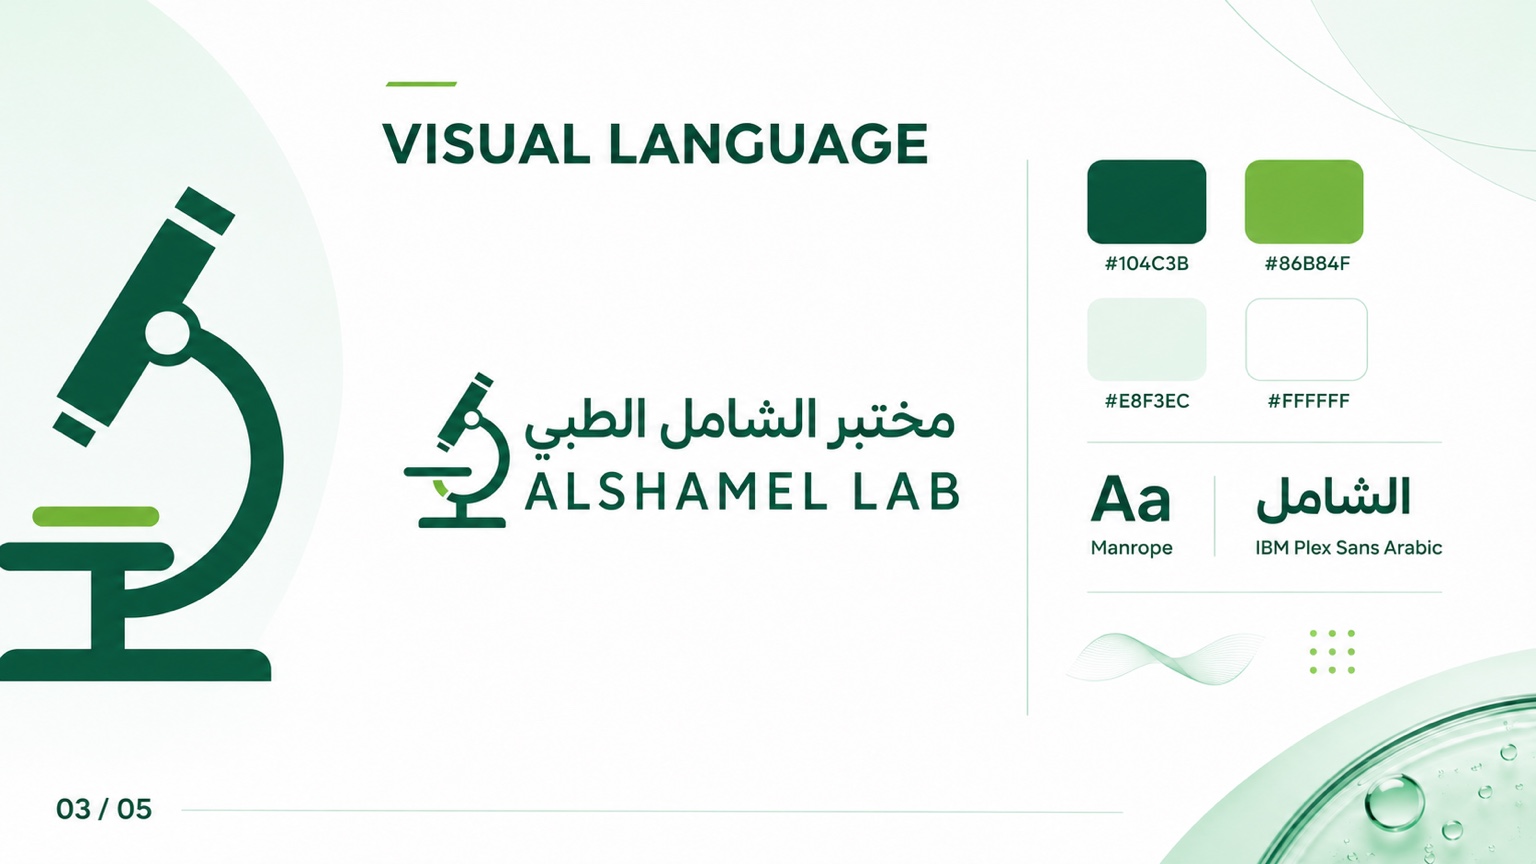 VISUAL LANGUAGE
مختبر الشامل الطبي
ALSHAMEL LAB
#104C3B
#86B84F
#E8F3EC
#FFFFFF
Aa
Manrope
الشامل
IBM Plex Sans Arabic
03 / 05